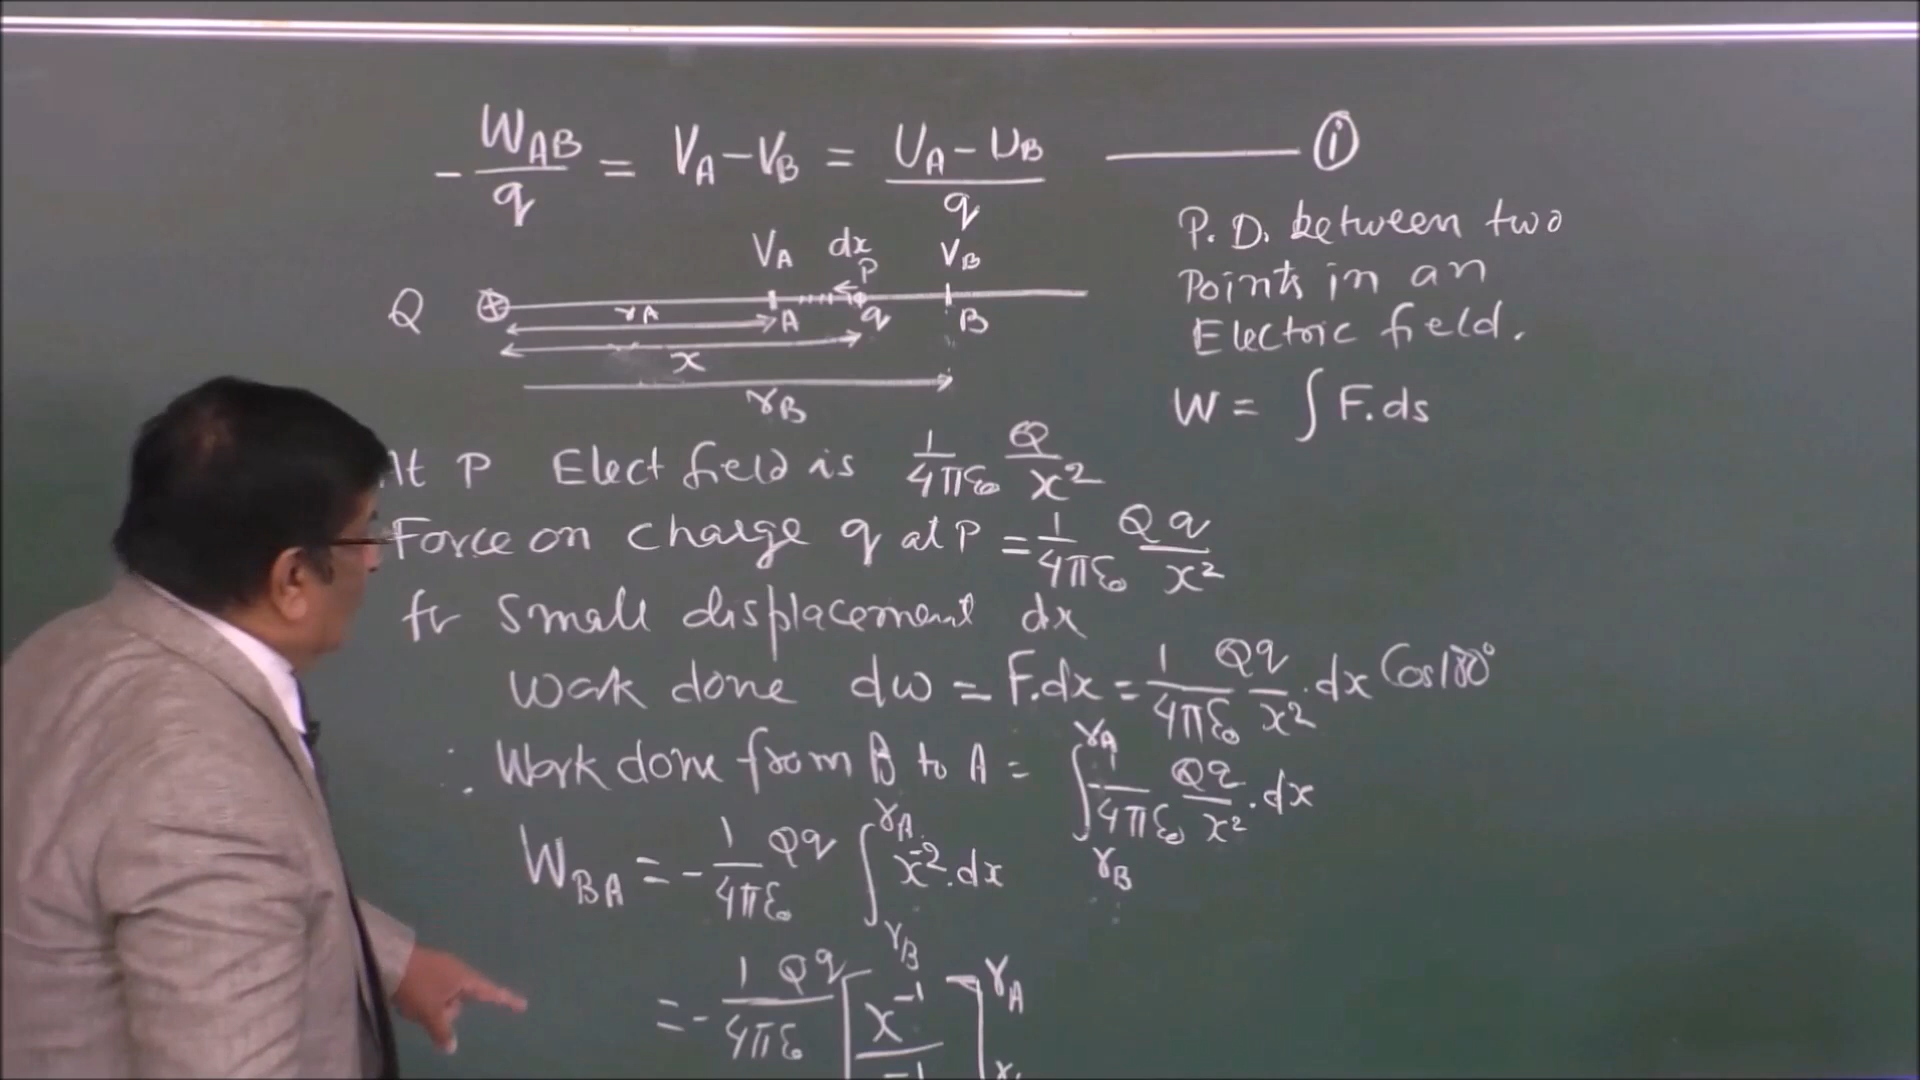 - W_AB / q = V_A - V_B = (U_A - U_B) / q ——— (i)
P. D. between two
Points in an
Electric field.
W = ∫ F.ds
V_A dx V_B
P
Q ⊕ r_A A q B
x
r_B
At P Elect field is 1/4πε₀ Q/x²
Force on charge q at P = 1/4πε₀ Qq/x²
fr small displacement dx
Work done dw = F.dx = 1/4πε₀ Qq/x² . dx Cos180°
∴ Work done from B to A = ∫_{r_B}^{r_A} - 1/4πε₀ Qq/x² . dx
W_BA = - 1/4πε₀ Qq ∫_{r_B}^{r_A} x⁻² . dx
= - 1/4πε Qq [ x⁻¹ / -1 ]^{r_A}